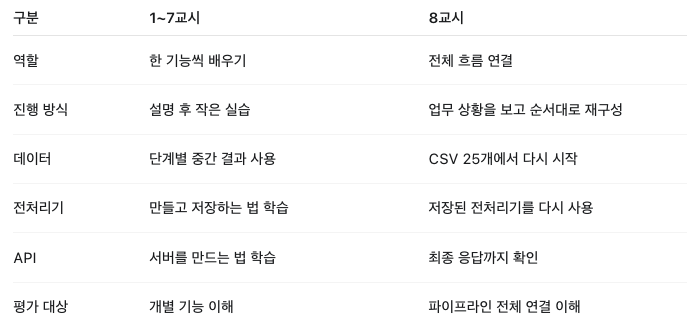 구분 1~7교시 8교시
역할 한 기능씩 배우기 전체 흐름 연결
진행 방식 설명 후 작은 실습 업무 상황을 보고 순서대로 재구성
데이터 단계별 중간 결과 사용 CSV 25개에서 다시 시작
전처리기 만들고 저장하는 법 학습 저장된 전처리기를 다시 사용
API 서버를 만드는 법 학습 최종 응답까지 확인
평가 대상 개별 기능 이해 파이프라인 전체 연결 이해